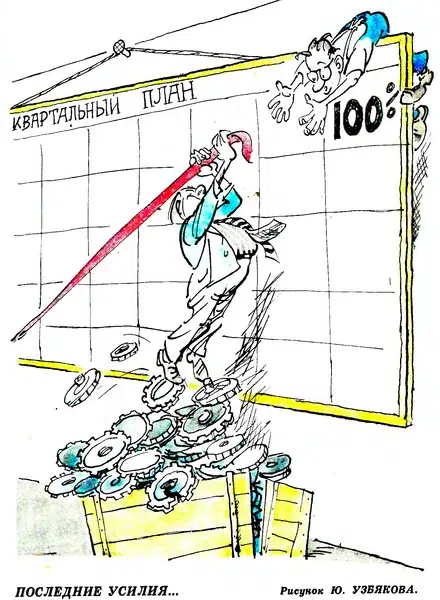 КВАРТАЛЬНЫЙ ПЛАН
100%
ПОСЛЕДНИЕ УСИЛИЯ...
Рисунок Ю. УЗБЯКОВА.